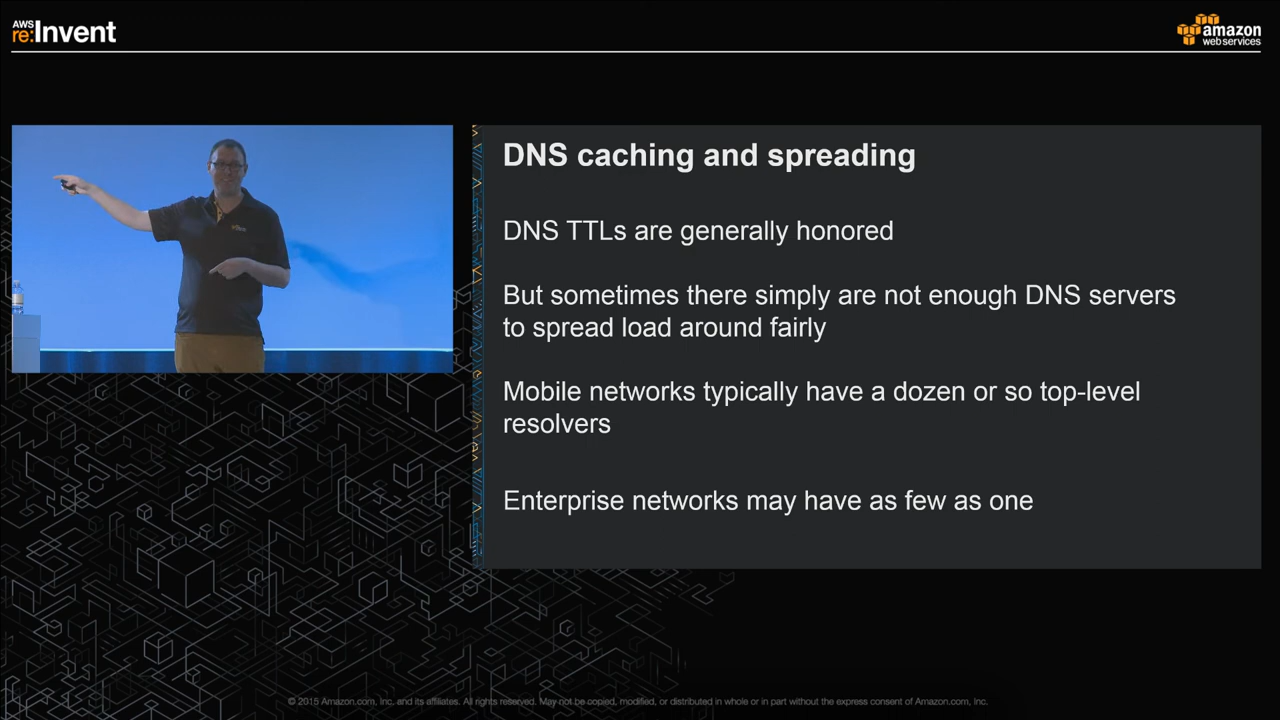 AWS
re:Invent
amazon
web services
DNS caching and spreading
DNS TTLs are generally honored
But sometimes there simply are not enough DNS servers
to spread load around fairly
Mobile networks typically have a dozen or so top-level
resolvers
Enterprise networks may have as few as one
© 2015 Amazon.com, Inc, and its affiliates. All rights reserved. May not be copied, modified, or distributed in whole or in part without the express consent of Amazon.com, Inc.